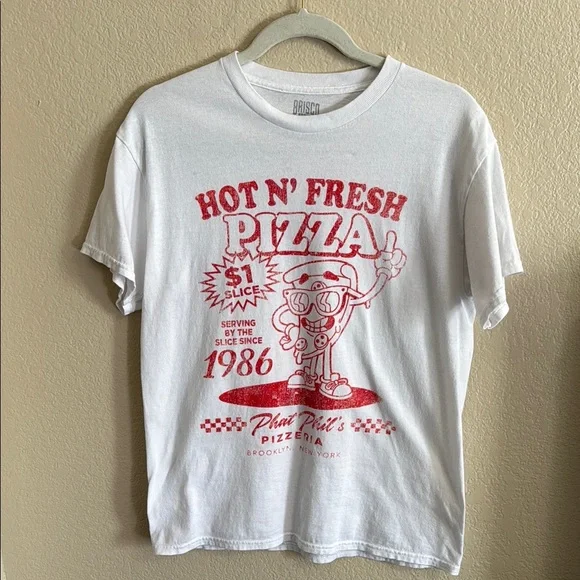 BRISCO
HOT N' FRESH
PIZZA
$1
SLICE
SERVING
BY THE
SLICE SINCE
1986
Phat Phil's
PIZZERIA
BROOKLYN, NEW YORK